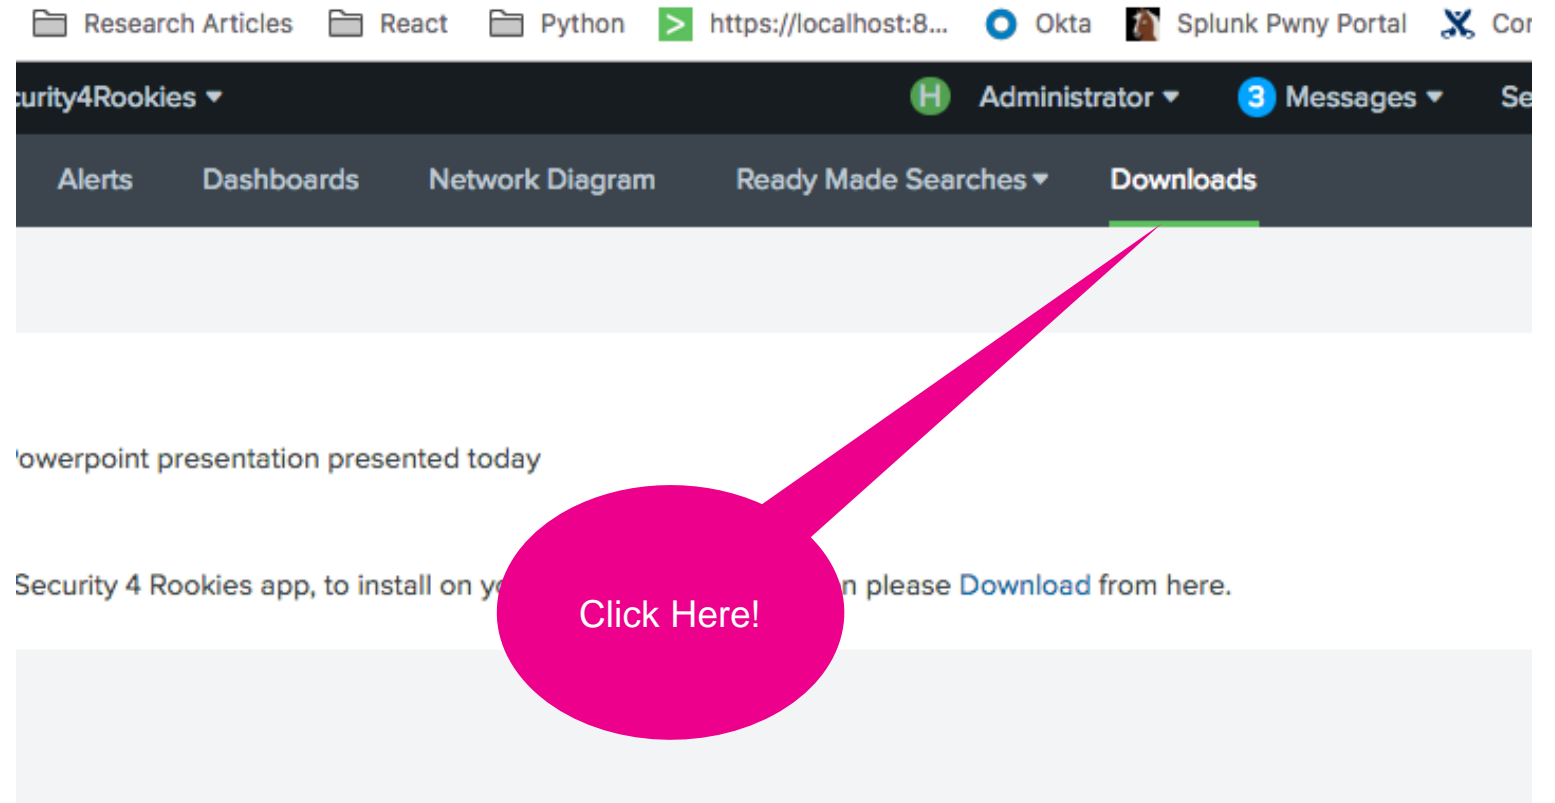 Research Articles React Python https://localhost:8... Okta Splunk Pwny Portal
curity4Rookies Administrator 3 Messages Se
Alerts Dashboards Network Diagram Ready Made Searches Downloads
owerpoint presentation presented today
Security 4 Rookies app, to install on n please Download from here.
Click Here!